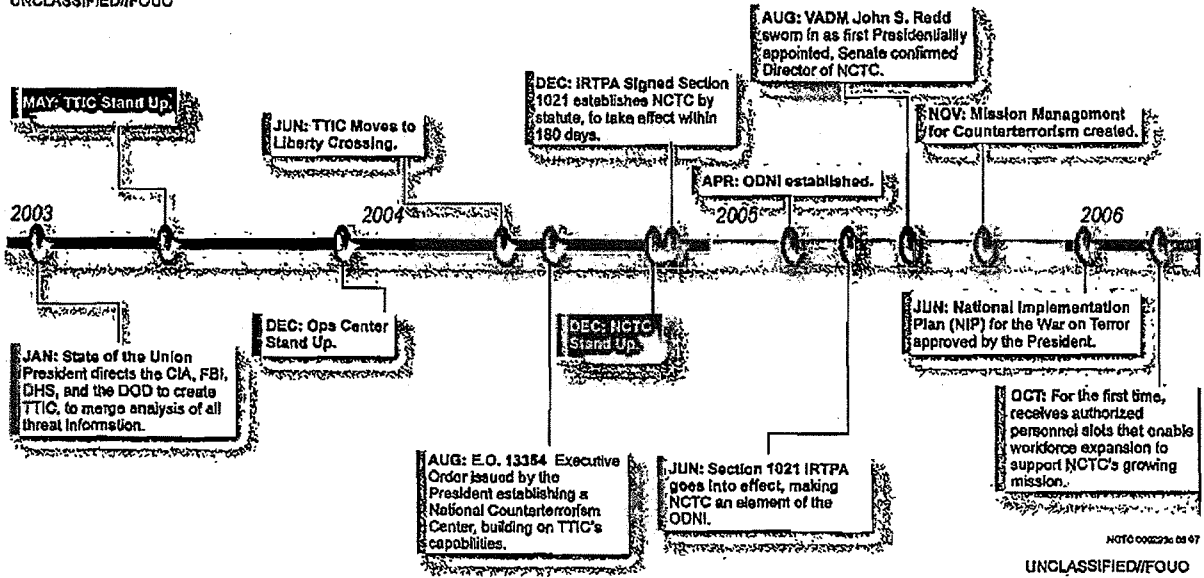 UNCLASSIFIED//FOUO
AUG: VADM John S. Redd
sworn in as first Presidentially
appointed, Senate confirmed
Director of NCTC.
MAY: TTIC Stand Up.
DEC: IRTPA Signed Section
1021 establishes NCTC by
statute, to take effect within
180 days.
JUN: TTIC Moves to
Liberty Crossing.
NOV: Mission Management
for Counterterrorism created.
APR: ODNI established.
2003
2004
2005
2006
JAN: State of the Union
President directs the CIA, FBI,
DHS, and the DOD to create
TTIC, to merge analysis of all
threat information.
DEC: Ops Center
Stand Up.
DEC: NCTC
Stand Up.
JUN: National Implementation
Plan (NIP) for the War on Terror
approved by the President.
AUG: E.O. 13354 Executive
Order issued by the
President establishing a
National Counterterrorism
Center, building on TTIC's
capabilities.
JUN: Section 1021 IRTPA
goes into effect, making
NCTC an element of the
ODNI.
OCT: For the first time,
receives authorized
personnel slots that enable
workforce expansion to
support NCTC's growing
mission.
UNCLASSIFIED//FOUO